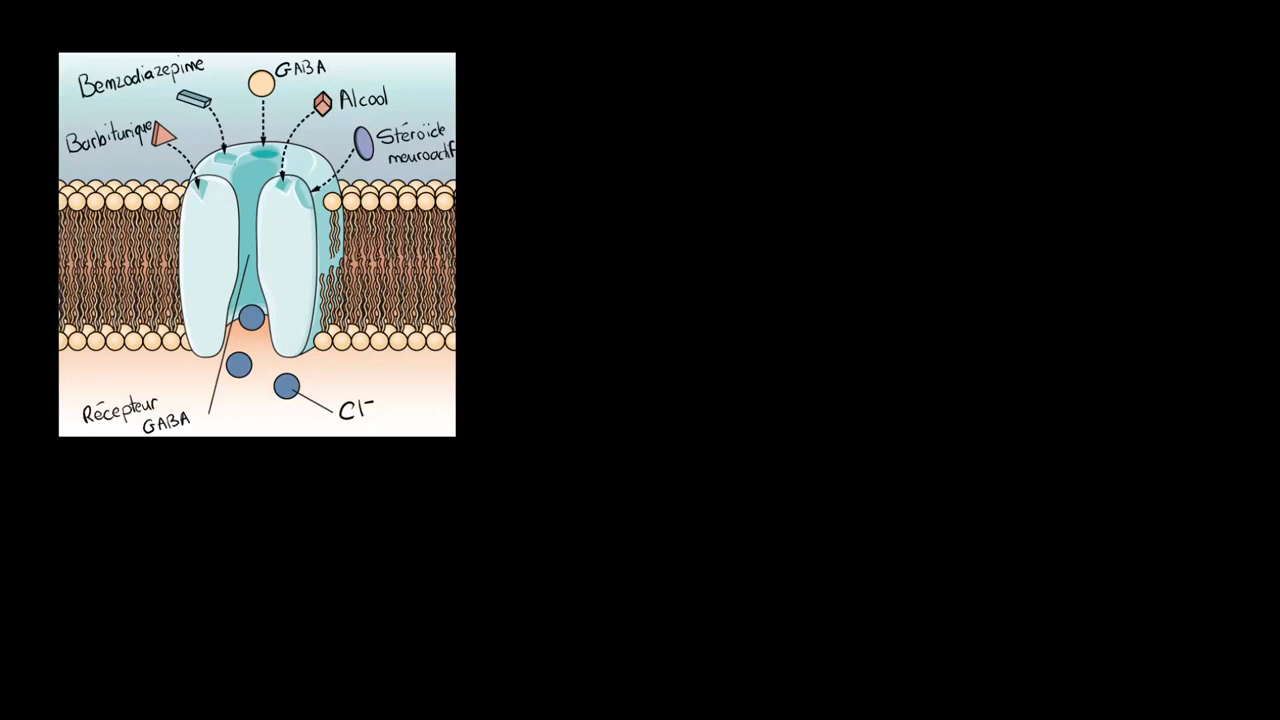 Benzodiazepine
GABA
Alcool
Barbiturique
Stéroïde
neuroactif
Récepteur
GABA
Cl-